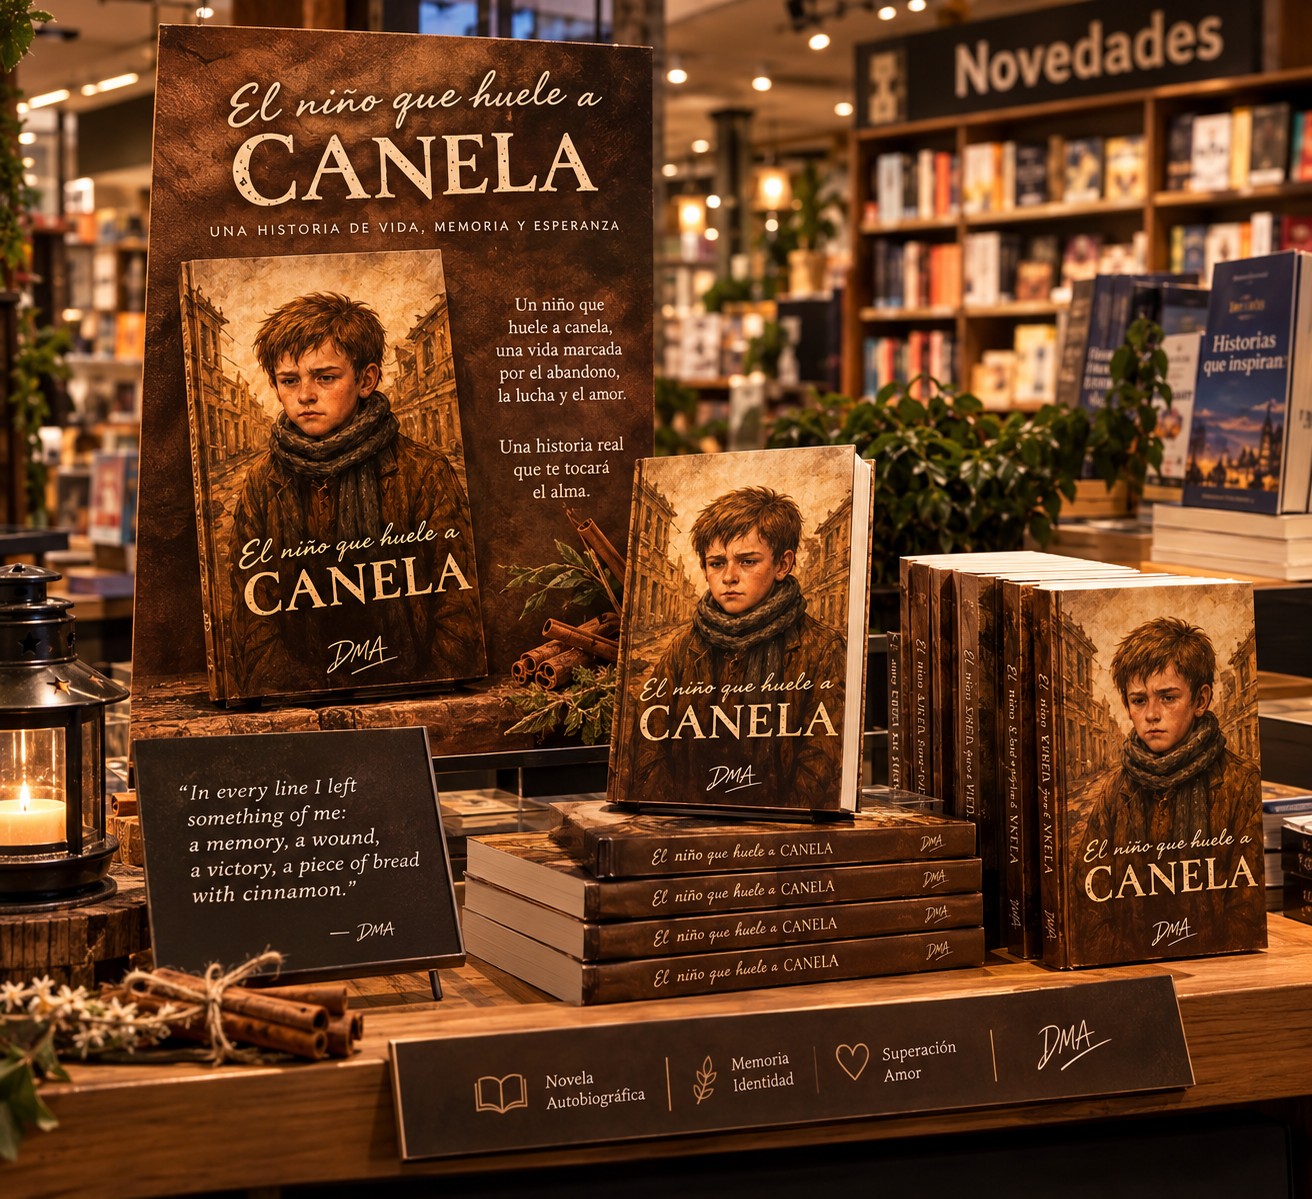 El niño que huele a
CANELA
UNA HISTORIA DE VIDA, MEMORIA Y ESPERANZA
Un niño que
huele a canela,
una vida marcada
por el abandono,
la lucha y el amor.
Una historia real
que te tocará
el alma.
El niño que huele a
CANELA
DMA
Novedades
Historias
que inspiran
El niño que huele a
CANELA
DMA
El niño que huele a CANELA DMA
El niño que huele a CANELA DMA
El niño que huele a CANELA DMA
El niño que huele a CANELA DMA
El niño que huele a
CANELA
DMA
"In every line I left
something of me:
a memory, a wound,
a victory, a piece of bread
with cinnamon."
— DMA
Novela
Autobiográfica
Memoria
Identidad
Superación
Amor
DMA